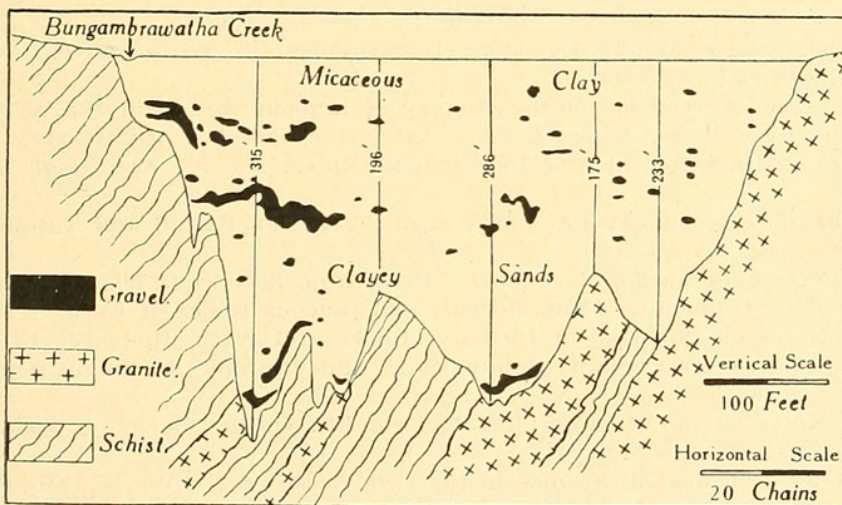 Bungambrawatha Creek
Micaceous Clay
315'
196'
286'
175'
233'
Clayey Sands
Gravel.
Granite.
Schist.
Vertical Scale
100 Feet
Horizontal Scale
20 Chains